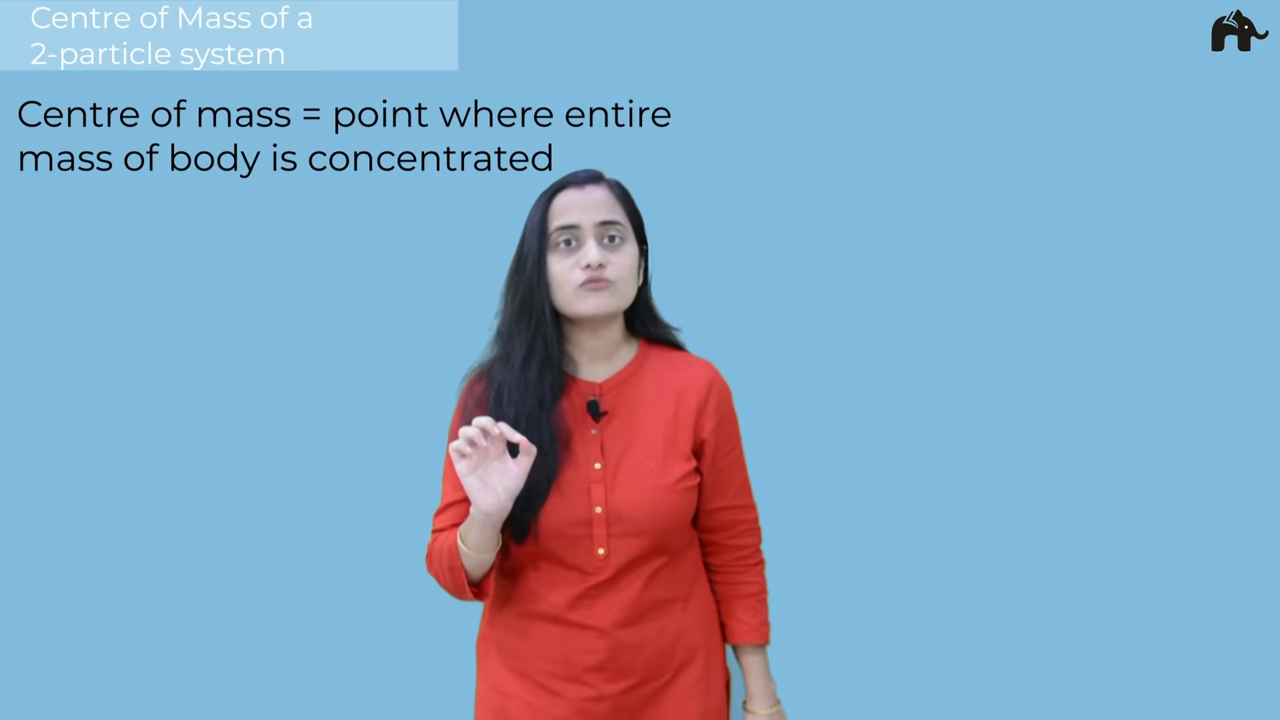 Centre of Mass of a
2-particle system
Centre of mass = point where entire
mass of body is concentrated